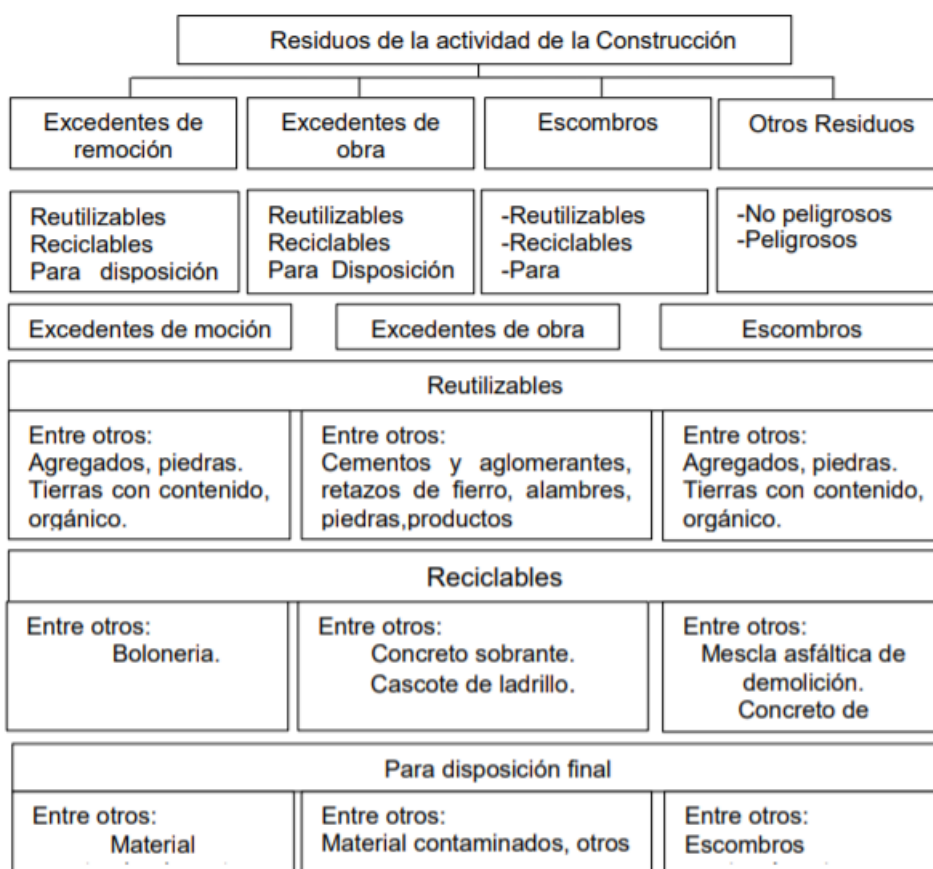 Residuos de la actividad de la Construcción
Excedentes de
remoción
Excedentes de
obra
Escombros
Otros Residuos
Reutilizables
Reciclables
Para disposición
Reutilizables
Reciclables
Para Disposición
-Reutilizables
-Reciclables
-Para
-No peligrosos
-Peligrosos
Excedentes de moción
Excedentes de obra
Escombros
Reutilizables
Entre otros:
Agregados, piedras.
Tierras con contenido,
orgánico.
Entre otros:
Cementos y aglomerantes,
retazos de fierro, alambres,
piedras,productos
Entre otros:
Agregados, piedras.
Tierras con contenido,
orgánico.
Reciclables
Entre otros:
Boloneria.
Entre otros:
Concreto sobrante.
Cascote de ladrillo.
Entre otros:
Mescla asfáltica de
demolición.
Concreto de
Para disposición final
Entre otros:
Material
Entre otros:
Material contaminados, otros
Entre otros:
Escombros